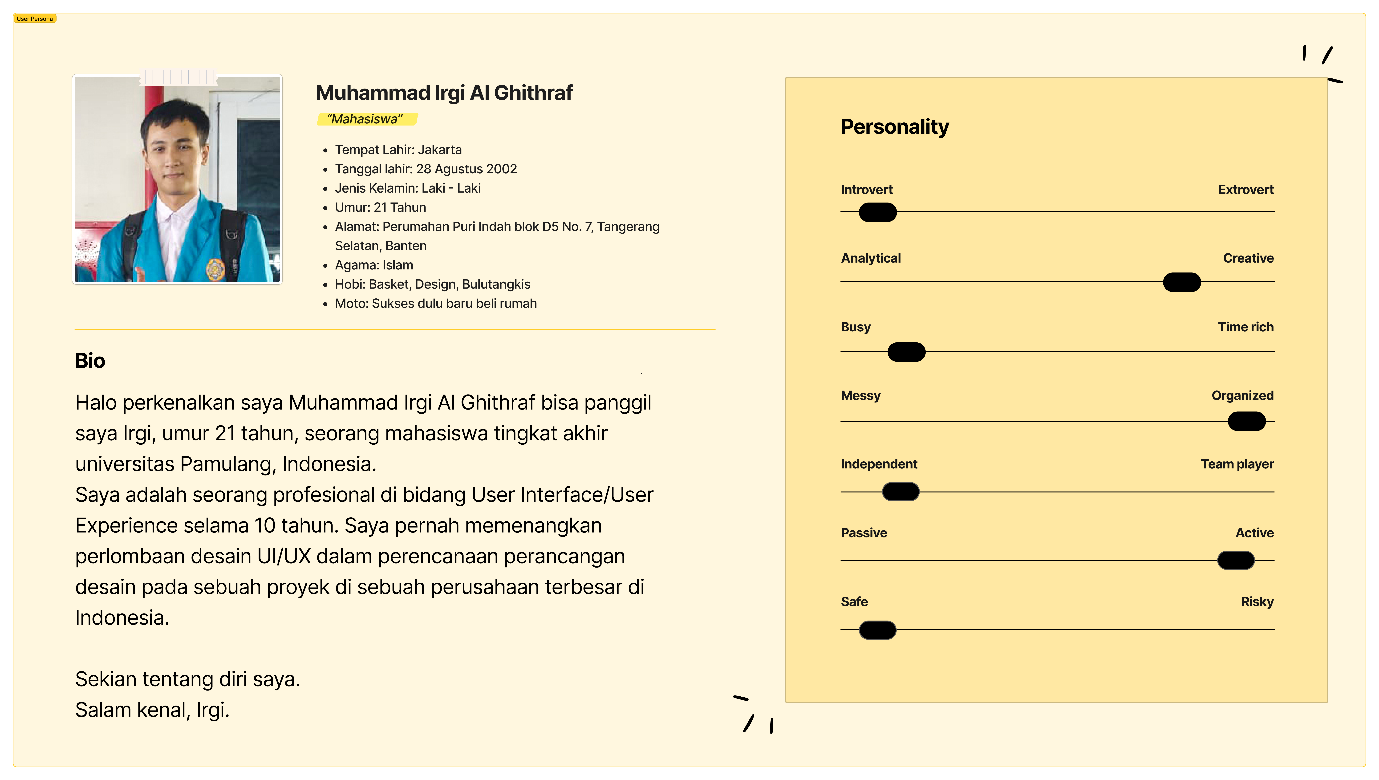 User Persona
Muhammad Irgi Al Ghithraf
“Mahasiswa”
• Tempat Lahir: Jakarta
• Tanggal lahir: 28 Agustus 2002
• Jenis Kelamin: Laki - Laki
• Umur: 21 Tahun
• Alamat: Perumahan Puri Indah blok D5 No. 7, Tangerang
Selatan, Banten
• Agama: Islam
• Hobi: Basket, Design, Bulutangkis
• Moto: Sukses dulu baru beli rumah
Bio
Halo perkenalkan saya Muhammad Irgi Al Ghithraf bisa panggil
saya Irgi, umur 21 tahun, seorang mahasiswa tingkat akhir
universitas Pamulang, Indonesia.
Saya adalah seorang profesional di bidang User Interface/User
Experience selama 10 tahun. Saya pernah memenangkan
perlombaan desain UI/UX dalam perencanaan perancangan
desain pada sebuah proyek di sebuah perusahaan terbesar di
Indonesia.
Sekian tentang diri saya.
Salam kenal, Irgi.
Personality
Introvert Extrovert
Analytical Creative
Busy Time rich
Messy Organized
Independent Team player
Passive Active
Safe Risky